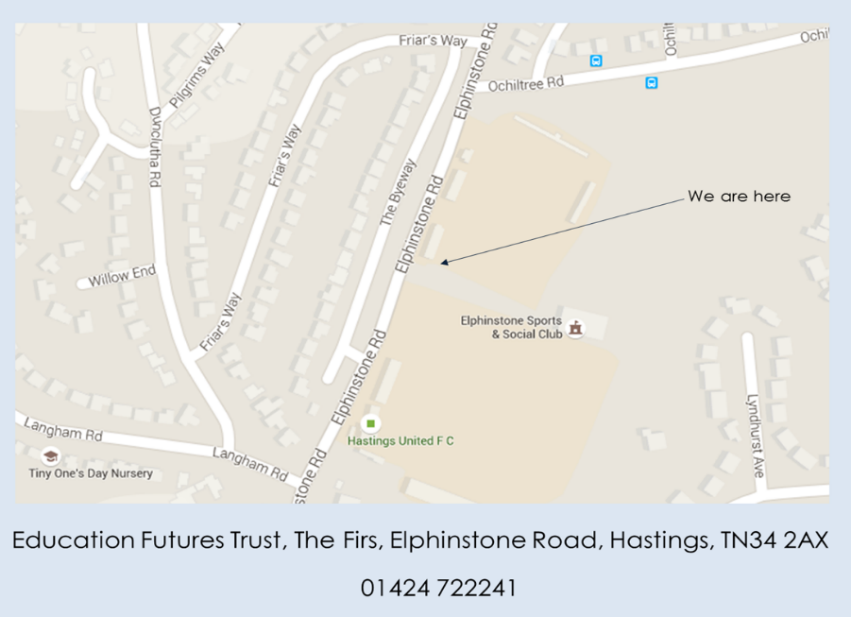 Friar's Way
Elphinstone Rd
Ochil
Ochil
Pilgrims Way
Ochiltree Rd
Dunclutha Rd
Friar's Way
The Byeway
Elphinstone Rd
We are here
Willow End
Friar's Way
Elphinstone Sports
& Social Club
Elphinstone Rd
Hastings United F C
Lyndhurst Ave
Langham Rd
Langham Rd
Tiny One's Day Nursery
stone Rd
Education Futures Trust, The Firs, Elphinstone Road, Hastings, TN34 2AX
01424 722241